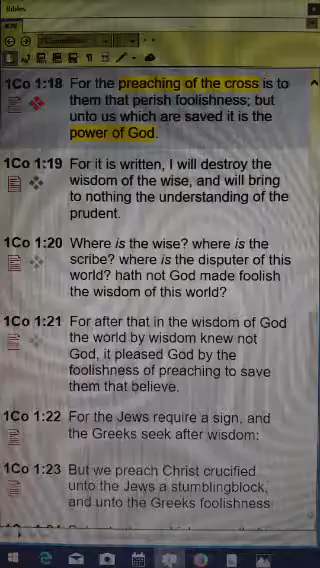 Bibles
KJV
1Co 1:18 For the preaching of the cross is to
them that perish foolishness; but
unto us which are saved it is the
power of God.
1Co 1:19 For it is written, I will destroy the
wisdom of the wise, and will bring
to nothing the understanding of the
prudent.
1Co 1:20 Where is the wise? where is the
scribe? where is the disputer of this
world? hath not God made foolish
the wisdom of this world?
1Co 1:21 For after that in the wisdom of God
the world by wisdom knew not
God, it pleased God by the
foolishness of preaching to save
them that believe.
1Co 1:22 For the Jews require a sign, and
the Greeks seek after wisdom:
1Co 1:23 But we preach Christ crucified
unto the Jews a stumblingblock,
and unto the Greeks foolishness